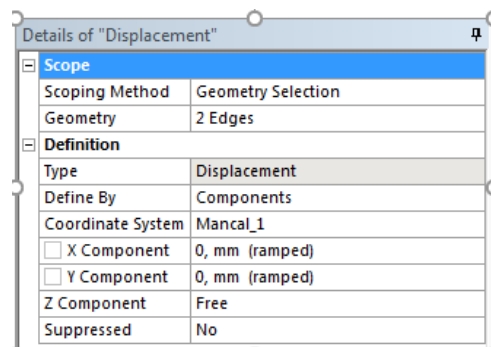 Details of "Displacement"
Scope
Scoping Method Geometry Selection
Geometry 2 Edges
Definition
Type Displacement
Define By Components
Coordinate System Mancal_1
X Component 0, mm (ramped)
Y Component 0, mm (ramped)
Z Component Free
Suppressed No